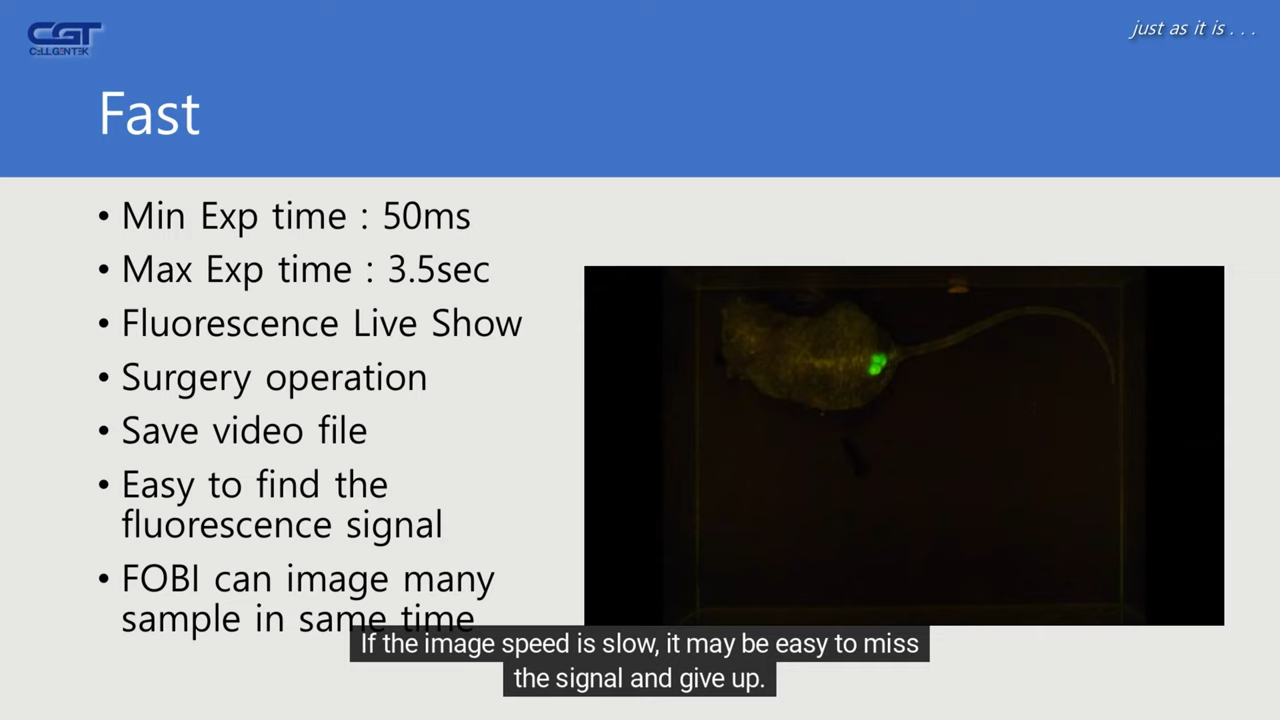 CGT
CELLGENTEK
just as it is . . .
Fast
• Min Exp time : 50ms
• Max Exp time : 3.5sec
• Fluorescence Live Show
• Surgery operation
• Save video file
• Easy to find the
fluorescence signal
• FOBI can image many
sample in same time
If the image speed is slow, it may be easy to miss
the signal and give up.